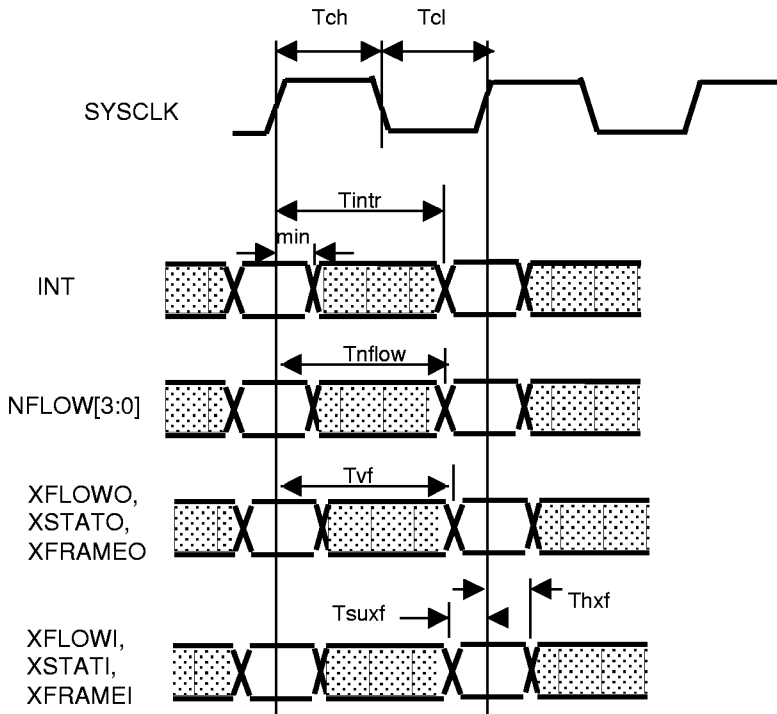 Tch
Tcl
SYSCLK
Tintr
min
INT
Tnflow
NFLOW[3:0]
Tvf
XFLOWO,
XSTATO,
XFRAMEO
Tsuxf
Thxf
XFLOWI,
XSTATI,
XFRAMEI